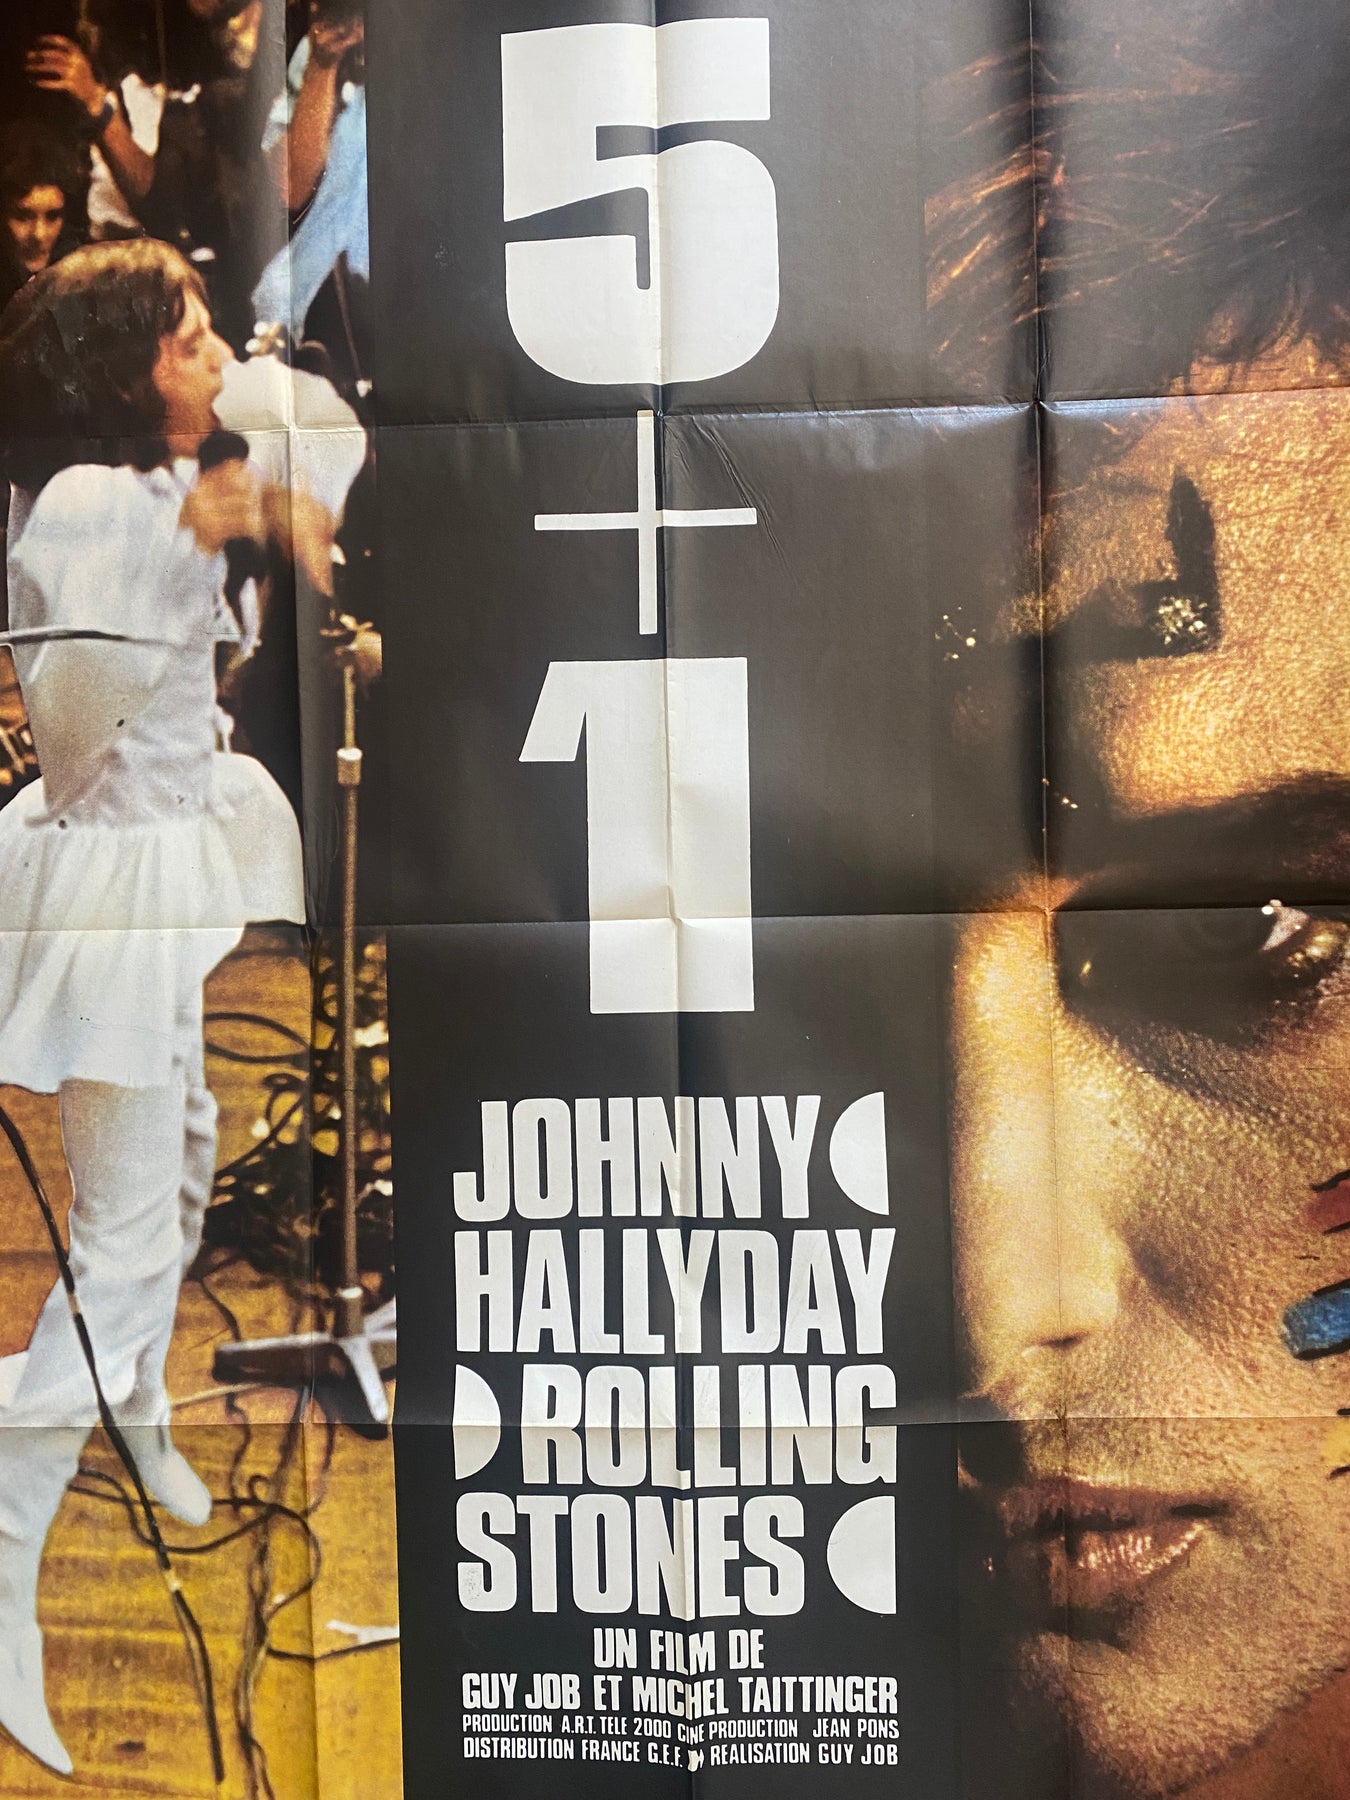 5
+
1
JOHNNY
HALLYDAY
ROLLING
STONES
UN FILM DE
GUY JOB ET MICHEL TAITTINGER
PRODUCTION A.R.T. TELE 2000 CINE PRODUCTION JEAN PONS
DISTRIBUTION FRANCE G.E.F. REALISATION GUY JOB